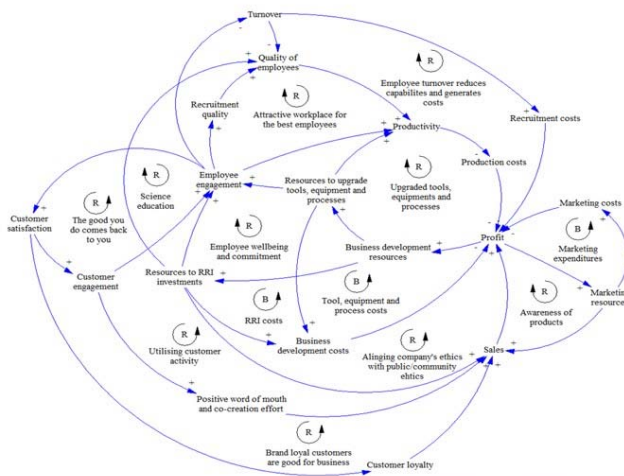 Turnover
Quality of
employees
R
Employee turnover reduces
capabilites and generates
costs
R
Attractive workplace for
the best employees
Recruitment
quality
Productivity
Recruitment costs
R
Science
education
Employee
engagement
Resources to upgrade
tools, equipment and
processes
R
Upgraded tools,
equipments and
processes
Production costs
Customer
satisfaction
R
The good you
do comes back
to you
R
Employee wellbeing
and commitment
Business development
resources
Profit
Marketing costs
B
Marketing
expenditures
Customer
engagement
Resources to RRI
investments
B
RRI costs
B
Tool, equipment and
process costs
Marketing
resources
R
Awareness of
products
R
Utilising customer
activity
Business
development costs
R
Alinging company's ethics
with public/community
ehtics
Sales
Positive word of mouth
and co-creation effort
R
Brand loyal customers
are good for business
Customer loyalty